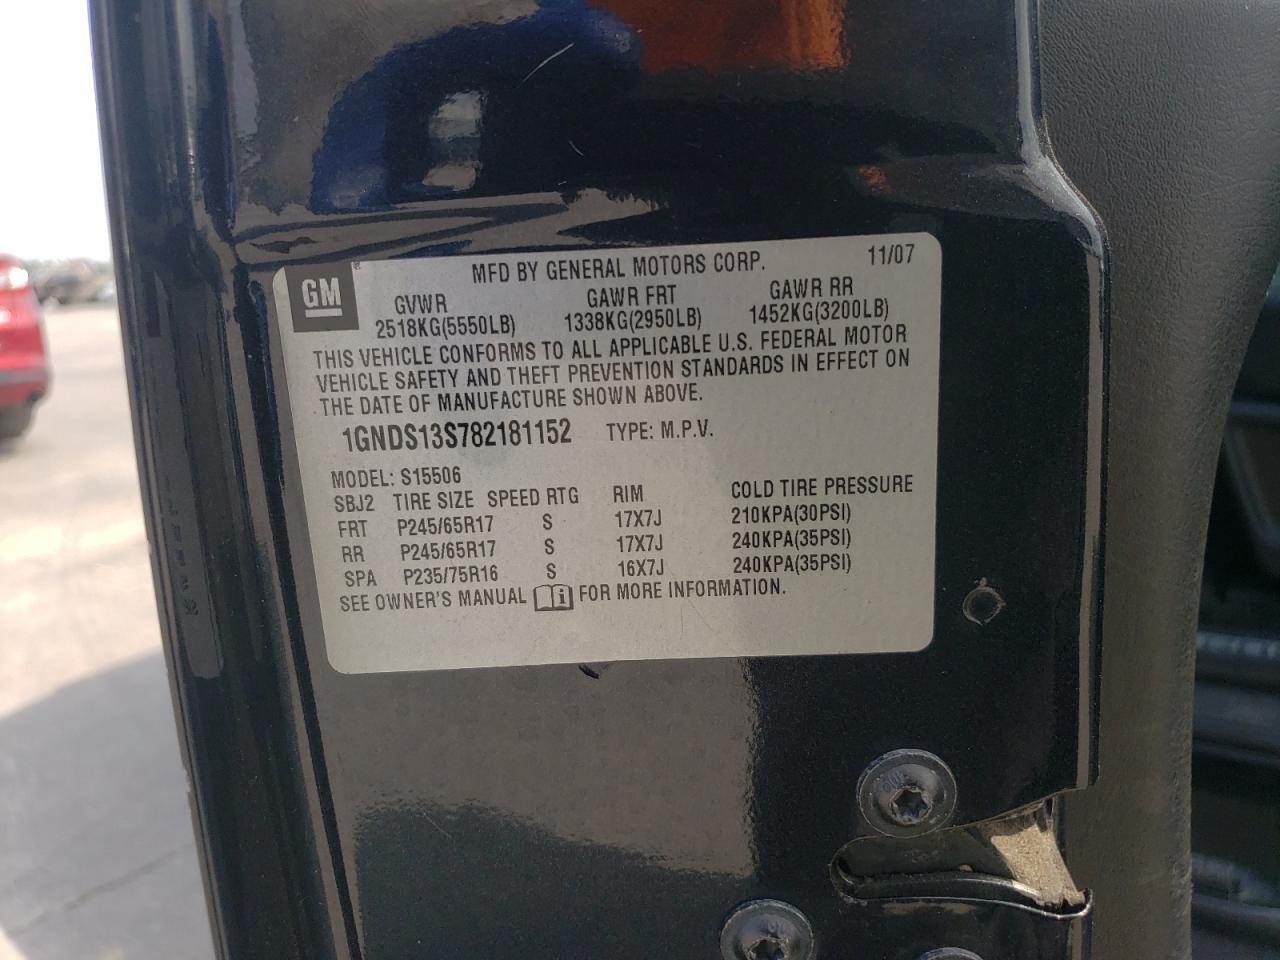 GM
MFD BY GENERAL MOTORS CORP. 11/07
GVWR GAWR FRT GAWR RR
2518KG(5550LB) 1338KG(2950LB) 1452KG(3200LB)
THIS VEHICLE CONFORMS TO ALL APPLICABLE U.S. FEDERAL MOTOR
VEHICLE SAFETY AND THEFT PREVENTION STANDARDS IN EFFECT ON
THE DATE OF MANUFACTURE SHOWN ABOVE.
1GNDS13S782181152 TYPE: M.P.V.
MODEL: S15506
SBJ2 TIRE SIZE SPEED RTG RIM COLD TIRE PRESSURE
FRT P245/65R17 S 17X7J 210KPA(30PSI)
RR P245/65R17 S 17X7J 240KPA(35PSI)
SPA P235/75R16 S 16X7J 240KPA(35PSI)
SEE OWNER'S MANUAL FOR MORE INFORMATION.